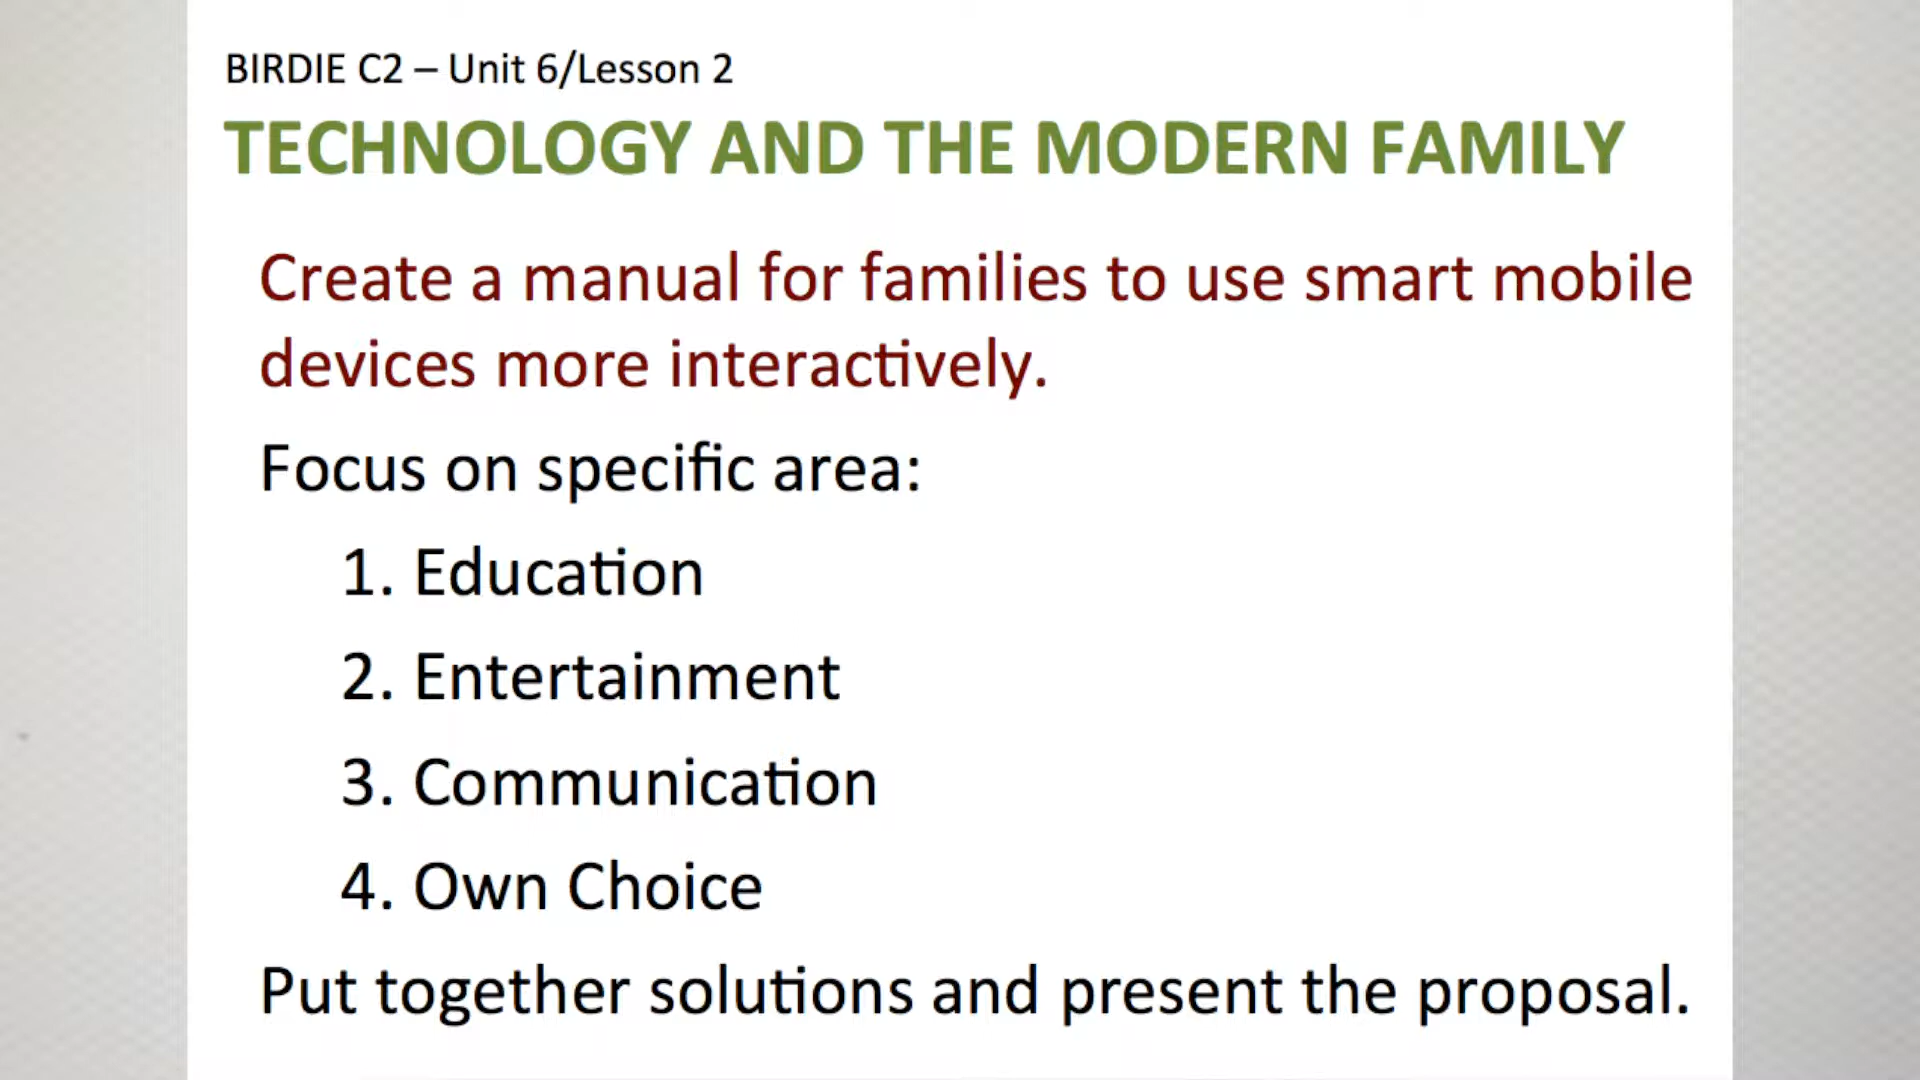 BIRDIE C2 – Unit 6/Lesson 2
TECHNOLOGY AND THE MODERN FAMILY
Create a manual for families to use smart mobile
devices more interactively.
Focus on specific area:
1. Education
2. Entertainment
3. Communication
4. Own Choice
Put together solutions and present the proposal.